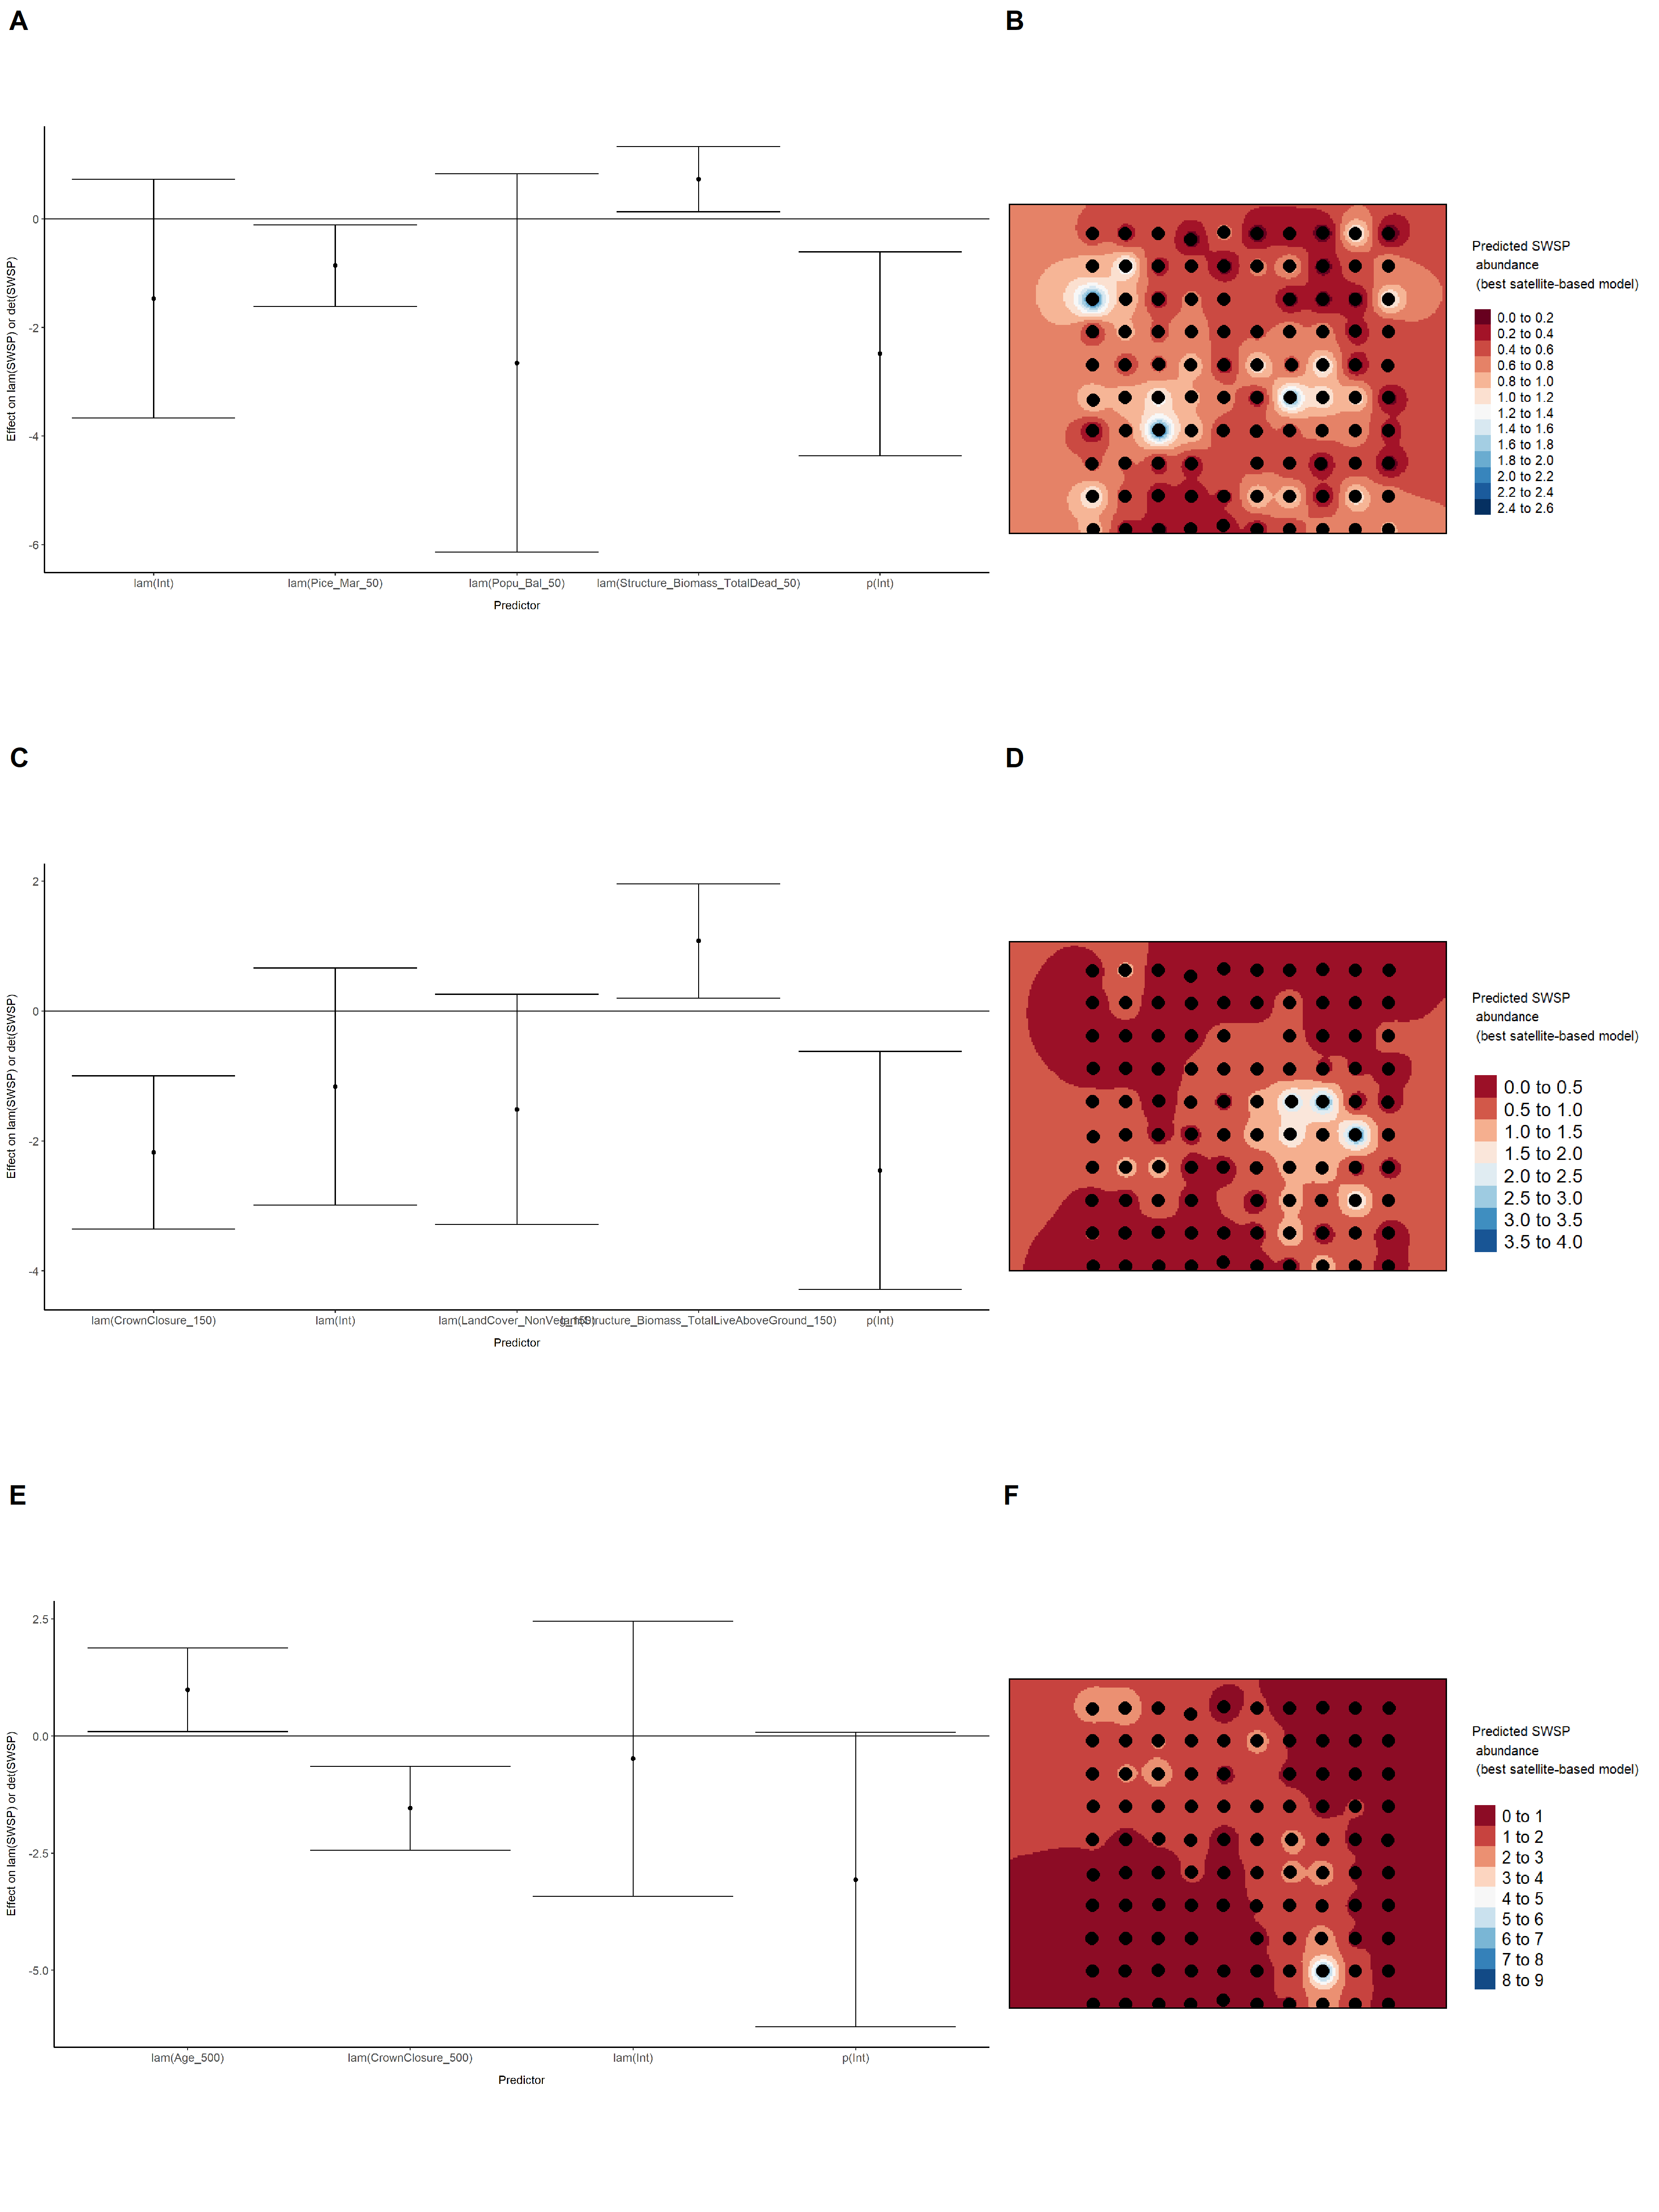 A
B
Effect on lam(SWSP) or det(SWSP)
0
-2
-4
-6
lam(Int)
lam(Pice_Mar_50)
lam(Popu_Bal_50)
lam(Structure_Biomass_TotalDead_50)
p(Int)
Predictor
Predicted SWSP
abundance
(best satellite-based model)
0.0 to 0.2
0.2 to 0.4
0.4 to 0.6
0.6 to 0.8
0.8 to 1.0
1.0 to 1.2
1.2 to 1.4
1.4 to 1.6
1.6 to 1.8
1.8 to 2.0
2.0 to 2.2
2.2 to 2.4
2.4 to 2.6
C
D
Effect on lam(SWSP) or det(SWSP)
2
0
-2
-4
lam(CrownClosure_150)
lam(Int)
lam(LandCover_NonVeg_150)
lam(Structure_Biomass_TotalLiveAboveGround_150)
p(Int)
Predictor
Predicted SWSP
abundance
(best satellite-based model)
0.0 to 0.5
0.5 to 1.0
1.0 to 1.5
1.5 to 2.0
2.0 to 2.5
2.5 to 3.0
3.0 to 3.5
3.5 to 4.0
E
F
Effect on lam(SWSP) or det(SWSP)
2.5
0.0
-2.5
-5.0
lam(Age_500)
lam(CrownClosure_500)
lam(Int)
p(Int)
Predictor
Predicted SWSP
abundance
(best satellite-based model)
0 to 1
1 to 2
2 to 3
3 to 4
4 to 5
5 to 6
6 to 7
7 to 8
8 to 9